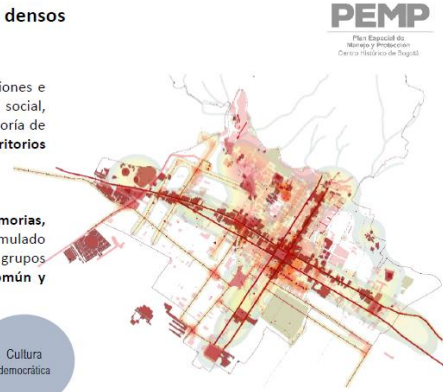 densos
PEMP
Plan Especial de
Manejo y Protección
Centro Histórico de Bogotá
iones e
social,
oría de
ritorios
morias,
mulado
grupos
omún y
Cultura
democrática